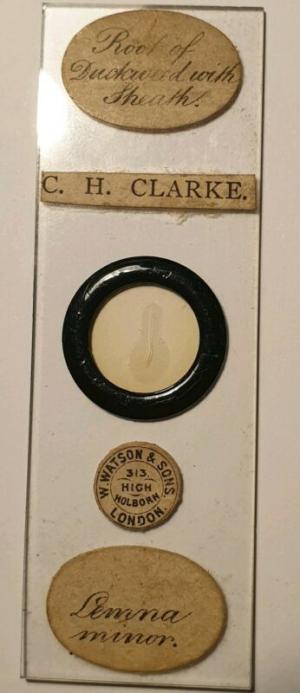 Root of
Duckweed with
Sheath.
C. H. CLARKE.
W. WATSON & SONS.
313.
HIGH
HOLBORN
LONDON.
Lemna
minor.